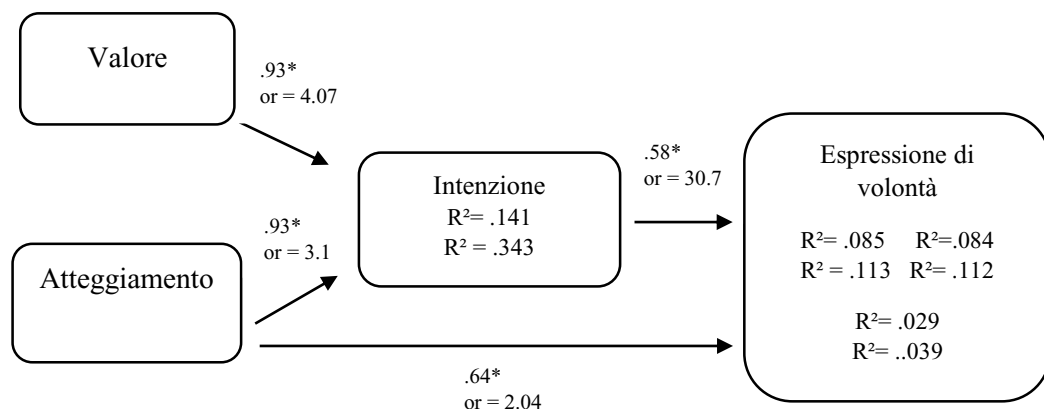 Valore
.93*
or = 4.07
Intenzione
R²= .141
R² = .343
.58*
or = 30.7
Espressione di
volontà
R²= .085 R²=.084
R² = .113 R²= .112
R²= .029
R²= ..039
Atteggiamento
.93*
or = 3.1
.64*
or = 2.04